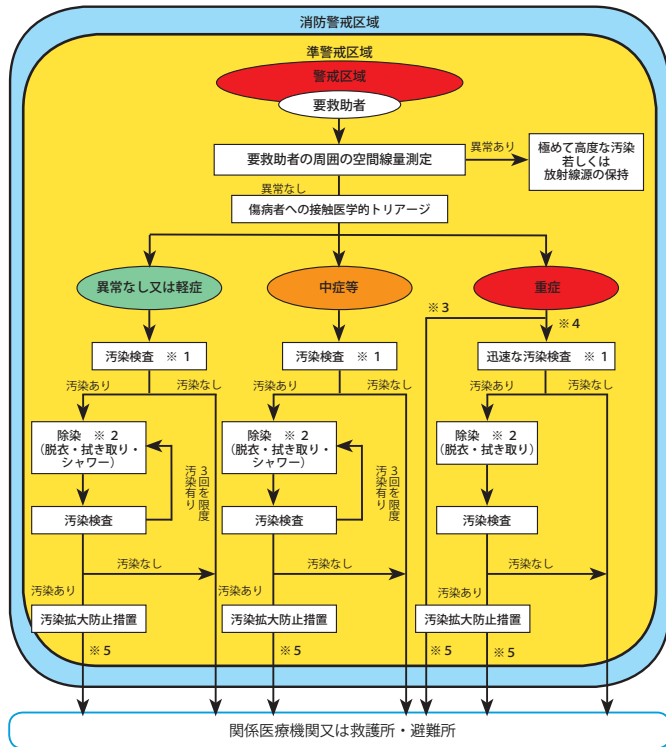 消防警戒区域
準警戒区域
警戒区域
要救助者
要救助者の周囲の空間線量測定
異常あり
極めて高度な汚染
若しくは
放射線源の保持
異常なし
傷病者への接触医学的トリアージ
異常なし又は軽症
中症等
重症
※3
※4
汚染検査 ※1
汚染検査 ※1
迅速な汚染検査 ※1
汚染あり
汚染なし
汚染あり
汚染なし
汚染あり
汚染なし
除染 ※2
(脱衣・拭き取り・
シャワー)
3回を限度
汚染有り
除染 ※2
(脱衣・拭き取り・
シャワー)
3回を限度
汚染有り
除染 ※2
(脱衣・拭き取り)
汚染検査
汚染検査
汚染検査
汚染なし
汚染なし
汚染なし
汚染あり
汚染あり
汚染あり
汚染拡大防止措置
汚染拡大防止措置
汚染拡大防止措置
※5
※5
※5
※5
関係医療機関又は救護所・避難所